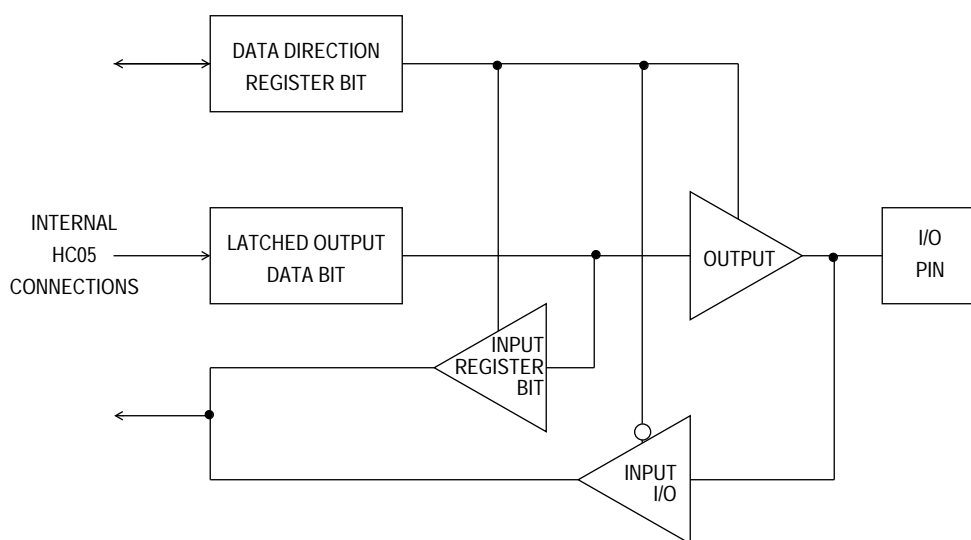 DATA DIRECTION
REGISTER BIT
INTERNAL
HC05
CONNECTIONS
LATCHED OUTPUT
DATA BIT
OUTPUT
I/O
PIN
INPUT
REGISTER
BIT
INPUT
I/O